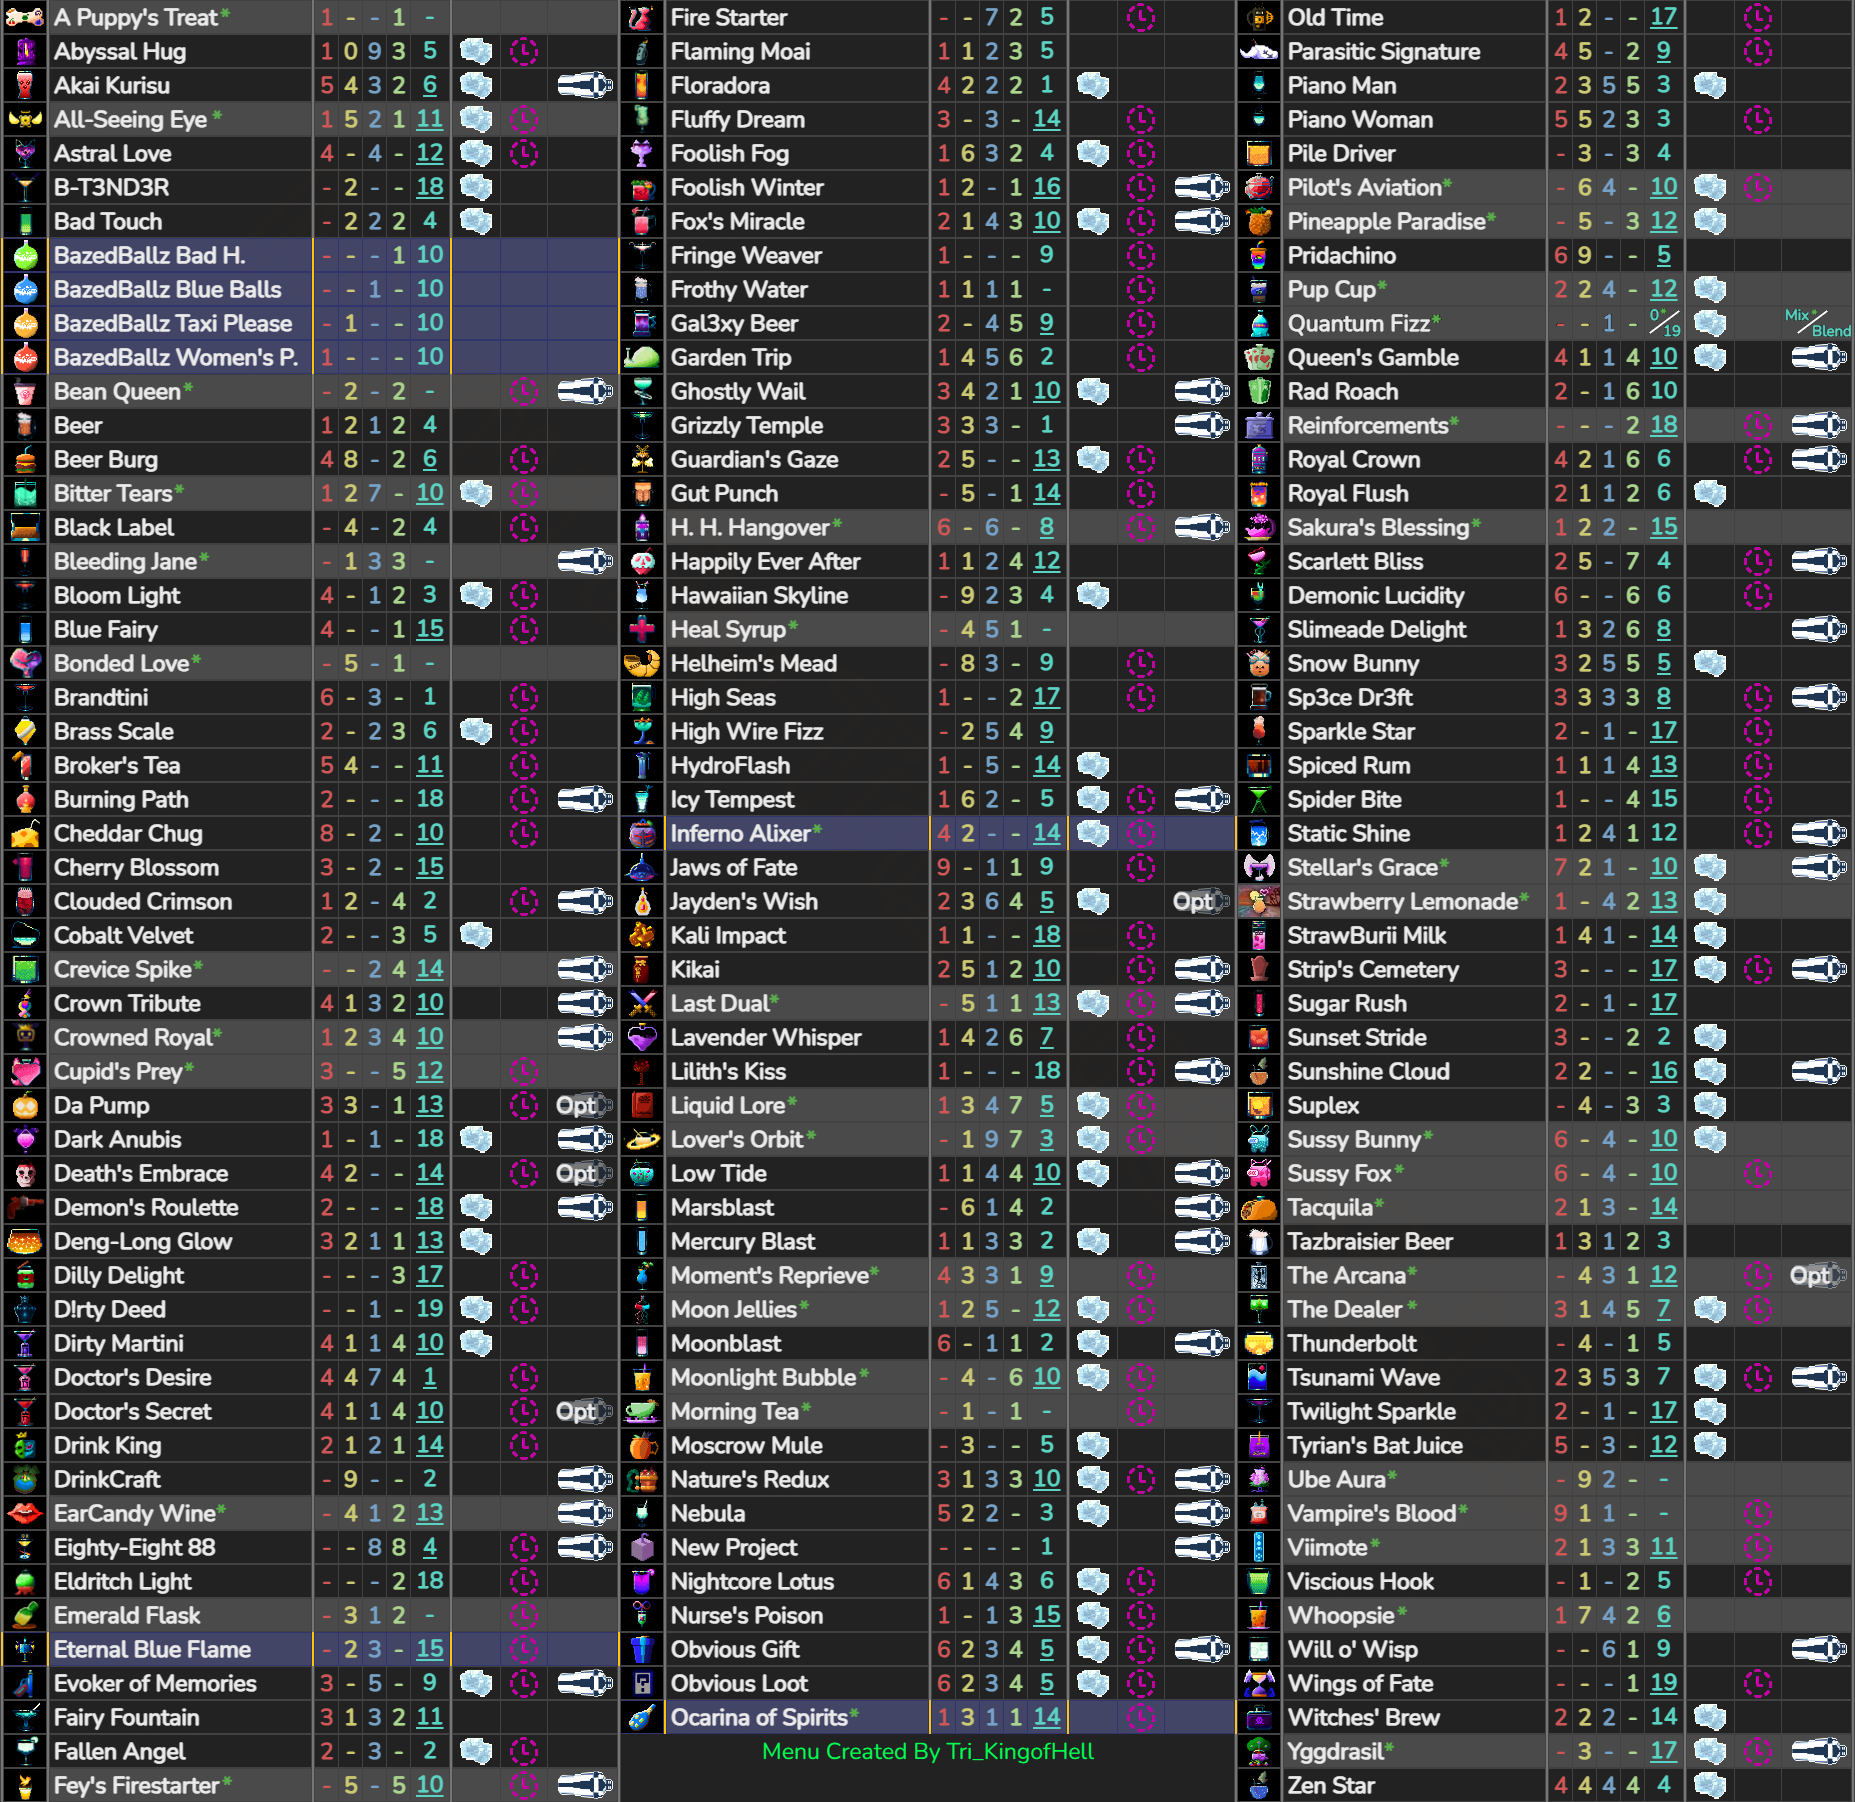 A Puppy's Treat* 1 - - 1 -
Abyssal Hug 1 0 9 3 5
Akai Kurisu 5 4 3 2 6
All-Seeing Eye * 1 5 2 1 11
Astral Love 4 - 4 - 12
B-T3ND3R - 2 - - 18
Bad Touch - 2 2 2 4
BazedBallz Bad H. - - - 1 10
BazedBallz Blue Balls - - 1 - 10
BazedBallz Taxi Please - 1 - - 10
BazedBallz Women's P. 1 - - - 10
Bean Queen* - 2 - 2 -
Beer 1 2 1 2 4
Beer Burg 4 8 - 2 6
Bitter Tears* 1 2 7 - 10
Black Label - 4 - 2 4
Bleeding Jane* - 1 3 3 -
Bloom Light 4 - 1 2 3
Blue Fairy 4 - - 1 15
Bonded Love* - 5 - 1 -
Brandtini 6 - 3 - 1
Brass Scale 2 - 2 3 6
Broker's Tea 5 4 - - 11
Burning Path 2 - - - 18
Cheddar Chug 8 - 2 - 10
Cherry Blossom 3 - 2 - 15
Clouded Crimson 1 2 - 4 2
Cobalt Velvet 2 - - 3 5
Crevice Spike* - - 2 4 14
Crown Tribute 4 1 3 2 10
Crowned Royal* 1 2 3 4 10
Cupid's Prey* 3 - - 5 12
Da Pump 3 3 - 1 13 Opt
Dark Anubis 1 - 1 - 18
Death's Embrace 4 2 - - 14 Opt
Demon's Roulette 2 - - - 18
Deng-Long Glow 3 2 1 1 13
Dilly Delight - - - 3 17
D!rty Deed - - 1 - 19
Dirty Martini 4 1 1 4 10
Doctor's Desire 4 4 7 4 1
Doctor's Secret 4 1 1 4 10 Opt
Drink King 2 1 2 1 14
DrinkCraft - 9 - - 2
EarCandy Wine* - 4 1 2 13
Eighty-Eight 88 - - 8 8 4
Eldritch Light - - - 2 18
Emerald Flask - 3 1 2 -
Eternal Blue Flame - 2 3 - 15
Evoker of Memories 3 - 5 - 9
Fairy Fountain 3 1 3 2 11
Fallen Angel 2 - 3 - 2
Fey's Firestarter* - 5 - 5 10
Fire Starter - - 7 2 5
Flaming Moai 1 1 2 3 5
Floradora 4 2 2 2 1
Fluffy Dream 3 - 3 - 14
Foolish Fog 1 6 3 2 4
Foolish Winter 1 2 - 1 16
Fox's Miracle 2 1 4 3 10
Fringe Weaver 1 - - - 9
Frothy Water 1 1 1 1 -
Gal3xy Beer 2 - 4 5 9
Garden Trip 1 4 5 6 2
Ghostly Wail 3 4 2 1 10
Grizzly Temple 3 3 3 - 1
Guardian's Gaze 2 5 - - 13
Gut Punch - 5 - 1 14
H. H. Hangover* 6 - 6 - 8
Happily Ever After 1 1 2 4 12
Hawaiian Skyline - 9 2 3 4
Heal Syrup* - 4 5 1 -
Helheim's Mead - 8 3 - 9
High Seas 1 - - 2 17
High Wire Fizz - 2 5 4 9
HydroFlash 1 - 5 - 14
Icy Tempest 1 6 2 - 5
Inferno Alixer* 4 2 - - 14
Jaws of Fate 9 - 1 1 9
Jayden's Wish 2 3 6 4 5 Opt
Kali Impact 1 1 - - 18
Kikai 2 5 1 2 10
Last Dual* - 5 1 1 13
Lavender Whisper 1 4 2 6 7
Lilith's Kiss 1 - - - 18
Liquid Lore* 1 3 4 7 5
Lover's Orbit* - 1 9 7 3
Low Tide 1 1 4 4 10
Marsblast - 6 1 4 2
Mercury Blast 1 1 3 3 2
Moment's Reprieve* 4 3 3 1 9
Moon Jellies* 1 2 5 - 12
Moonblast 6 - 1 1 2
Moonlight Bubble* - 4 - 6 10
Morning Tea* - 1 - 1 -
Moscrow Mule - 3 - - 5
Nature's Redux 3 1 3 3 10
Nebula 5 2 2 - 3
New Project - - - - 1
Nightcore Lotus 6 1 4 3 6
Nurse's Poison 1 - 1 3 15
Obvious Gift 6 2 3 4 5
Obvious Loot 6 2 3 4 5
Ocarina of Spirits* 1 3 1 1 14
Menu Created By Tri_KingofHell
Old Time 1 2 - - 17
Parasitic Signature 4 5 - 2 9
Piano Man 2 3 5 5 3
Piano Woman 5 5 2 3 3
Pile Driver - 3 - 3 4
Pilot's Aviation* - 6 4 - 10
Pineapple Paradise* - 5 - 3 12
Pridachino 6 9 - - 5
Pup Cup* 2 2 4 - 12
Quantum Fizz* - - 1 - 0*/19 Mix*/Blend
Queen's Gamble 4 1 1 4 10
Rad Roach 2 - 1 6 10
Reinforcements* - - - 2 18
Royal Crown 4 2 1 6 6
Royal Flush 2 1 1 2 6
Sakura's Blessing* 1 2 2 - 15
Scarlett Bliss 2 5 - 7 4
Demonic Lucidity 6 - - 6 6
Slimeade Delight 1 3 2 6 8
Snow Bunny 3 2 5 5 5
Sp3ce Dr3ft 3 3 3 3 8
Sparkle Star 2 - 1 - 17
Spiced Rum 1 1 1 4 13
Spider Bite 1 - - 4 15
Static Shine 1 2 4 1 12
Stellar's Grace* 7 2 1 - 10
Strawberry Lemonade* 1 - 4 2 13
StrawBurii Milk 1 4 1 - 14
Strip's Cemetery 3 - - - 17
Sugar Rush 2 - 1 - 17
Sunset Stride 3 - - 2 2
Sunshine Cloud 2 2 - - 16
Suplex - 4 - 3 3
Sussy Bunny* 6 - 4 - 10
Sussy Fox* 6 - 4 - 10
Tacquila* 2 1 3 - 14
Tazbraisier Beer 1 3 1 2 3
The Arcana* - 4 3 1 12 Opt
The Dealer* 3 1 4 5 7
Thunderbolt - 4 - 1 5
Tsunami Wave 2 3 5 3 7
Twilight Sparkle 2 - 1 - 17
Tyrian's Bat Juice 5 - 3 - 12
Ube Aura* - 9 2 - -
Vampire's Blood* 9 1 1 - -
Viimote* 2 1 3 3 11
Viscious Hook - 1 - 2 5
Whoopsie* 1 7 4 2 6
Will o' Wisp - - 6 1 9
Wings of Fate - - - 1 19
Witches' Brew 2 2 2 - 14
Yggdrasil* - 3 - - 17
Zen Star 4 4 4 4 4